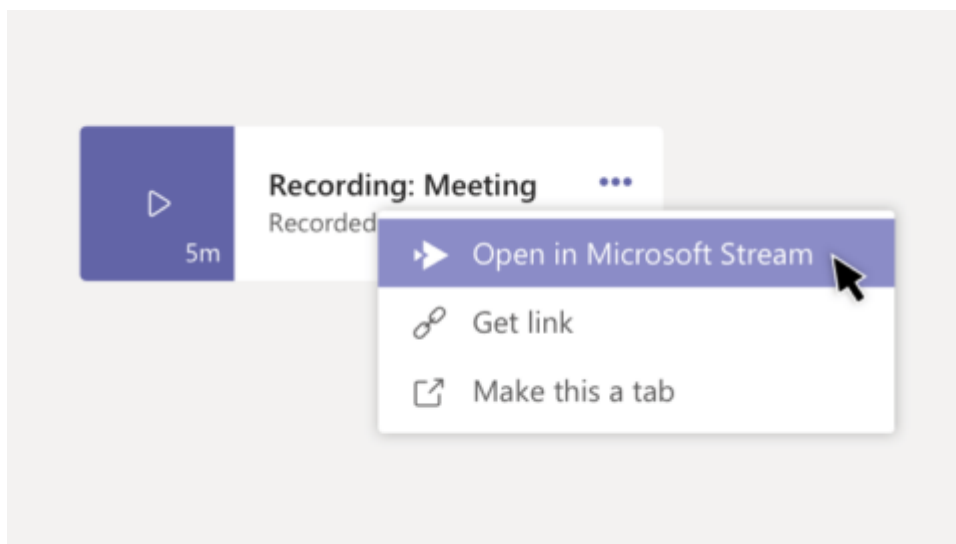 Recording: Meeting
Recorded
5m
Open in Microsoft Stream
Get link
Make this a tab